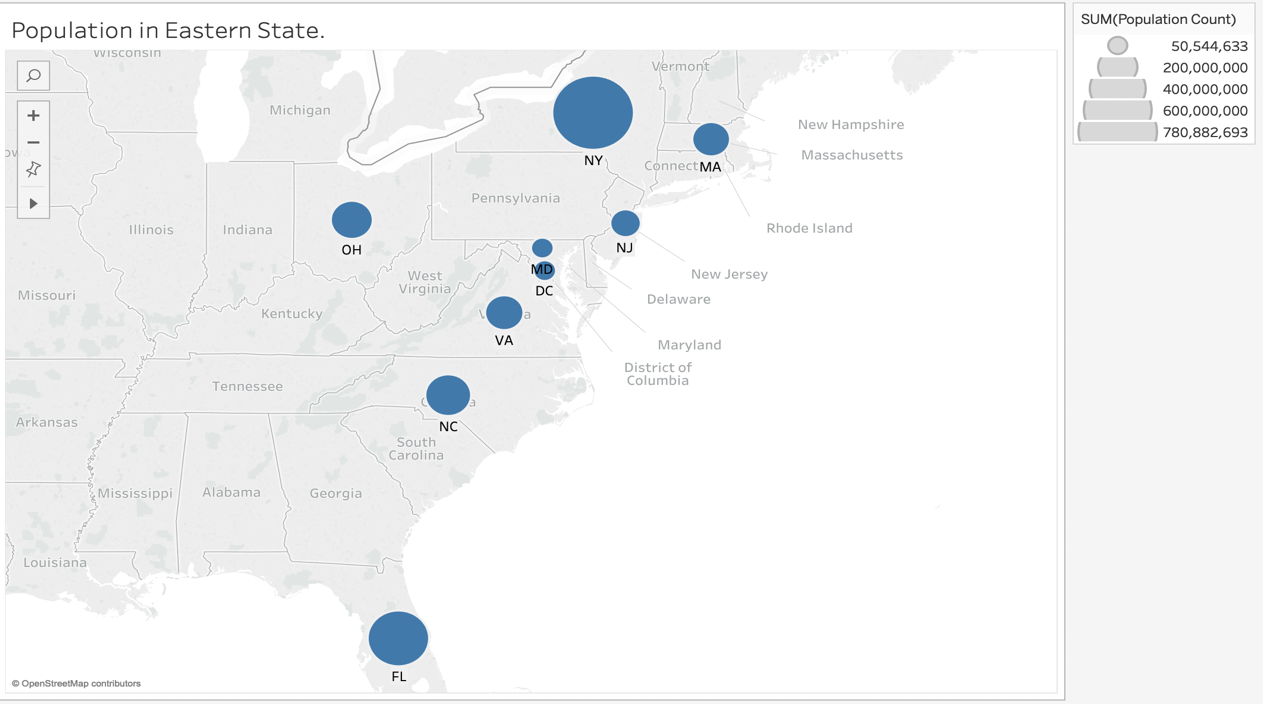 Population in Eastern State.
SUM(Population Count)
50,544,633
200,000,000
400,000,000
600,000,000
780,882,693
Wisconsin
Vermont
Michigan
New Hampshire
Massachusetts
NY
MA
Connect
Pennsylvania
Rhode Island
Illinois
Indiana
OH
NJ
New Jersey
MD
West
Virginia
DC
Missouri
Delaware
Kentucky
VA
Maryland
District of
Columbia
Tennessee
Arkansas
NC
South
Carolina
Mississippi
Alabama
Georgia
Louisiana
FL
© OpenStreetMap contributors